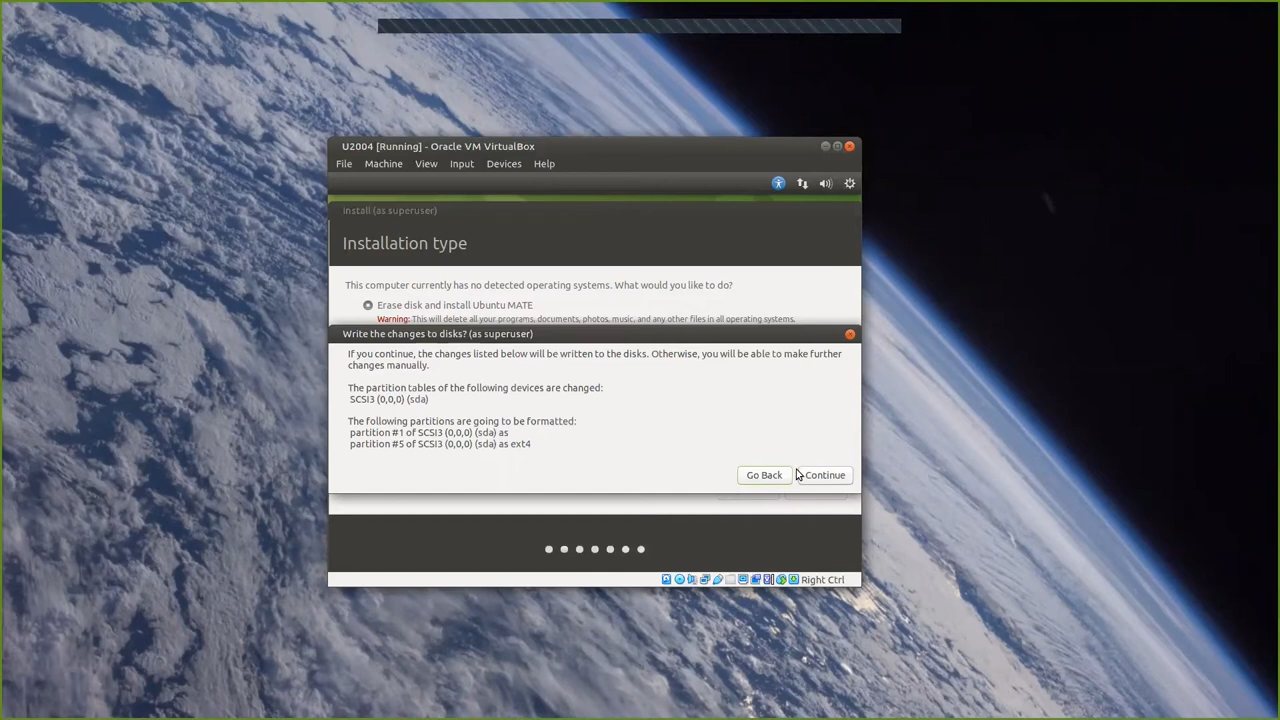 U2004 [Running] - Oracle VM VirtualBox
File Machine View Input Devices Help
Install (as superuser)
Installation type
This computer currently has no detected operating systems. What would you like to do?
Erase disk and install Ubuntu MATE
Warning: This will delete all your programs, documents, photos, music, and any other files in all operating systems.
Write the changes to disks? (as superuser)
If you continue, the changes listed below will be written to the disks. Otherwise, you will be able to make further
changes manually.
The partition tables of the following devices are changed:
SCSI3 (0,0,0) (sda)
The following partitions are going to be formatted:
partition #1 of SCSI3 (0,0,0) (sda) as
partition #5 of SCSI3 (0,0,0) (sda) as ext4
Go Back Continue
Right Ctrl